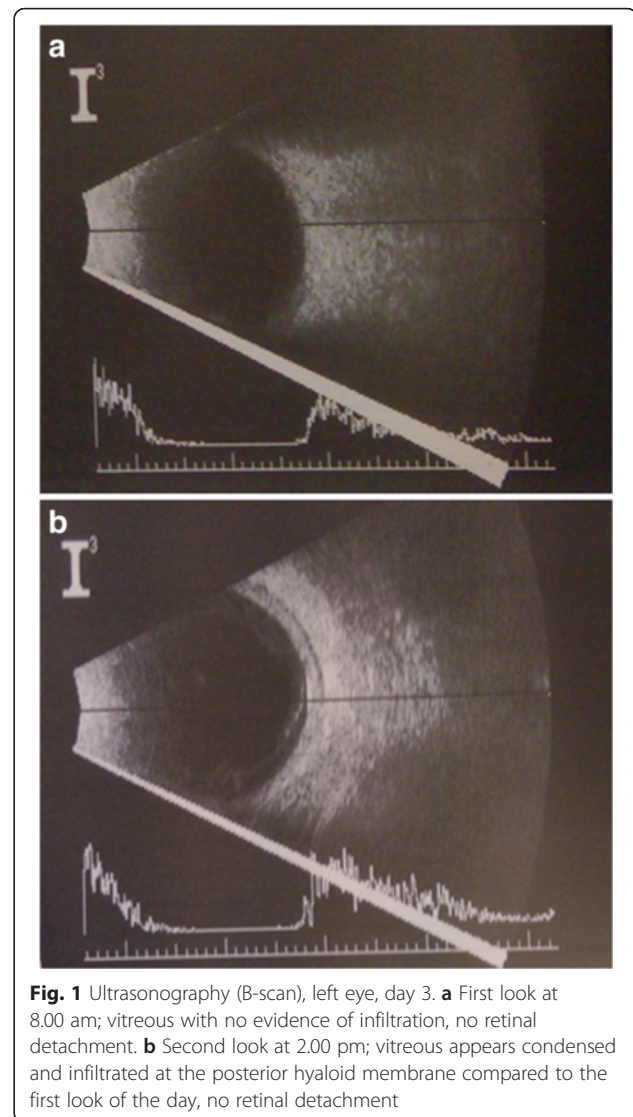 a
I3
b
I3
Fig. 1 Ultrasonography (B-scan), left eye, day 3. a First look at
8.00 am; vitreous with no evidence of infiltration, no retinal
detachment. b Second look at 2.00 pm; vitreous appears condensed
and infiltrated at the posterior hyaloid membrane compared to the
first look of the day, no retinal detachment